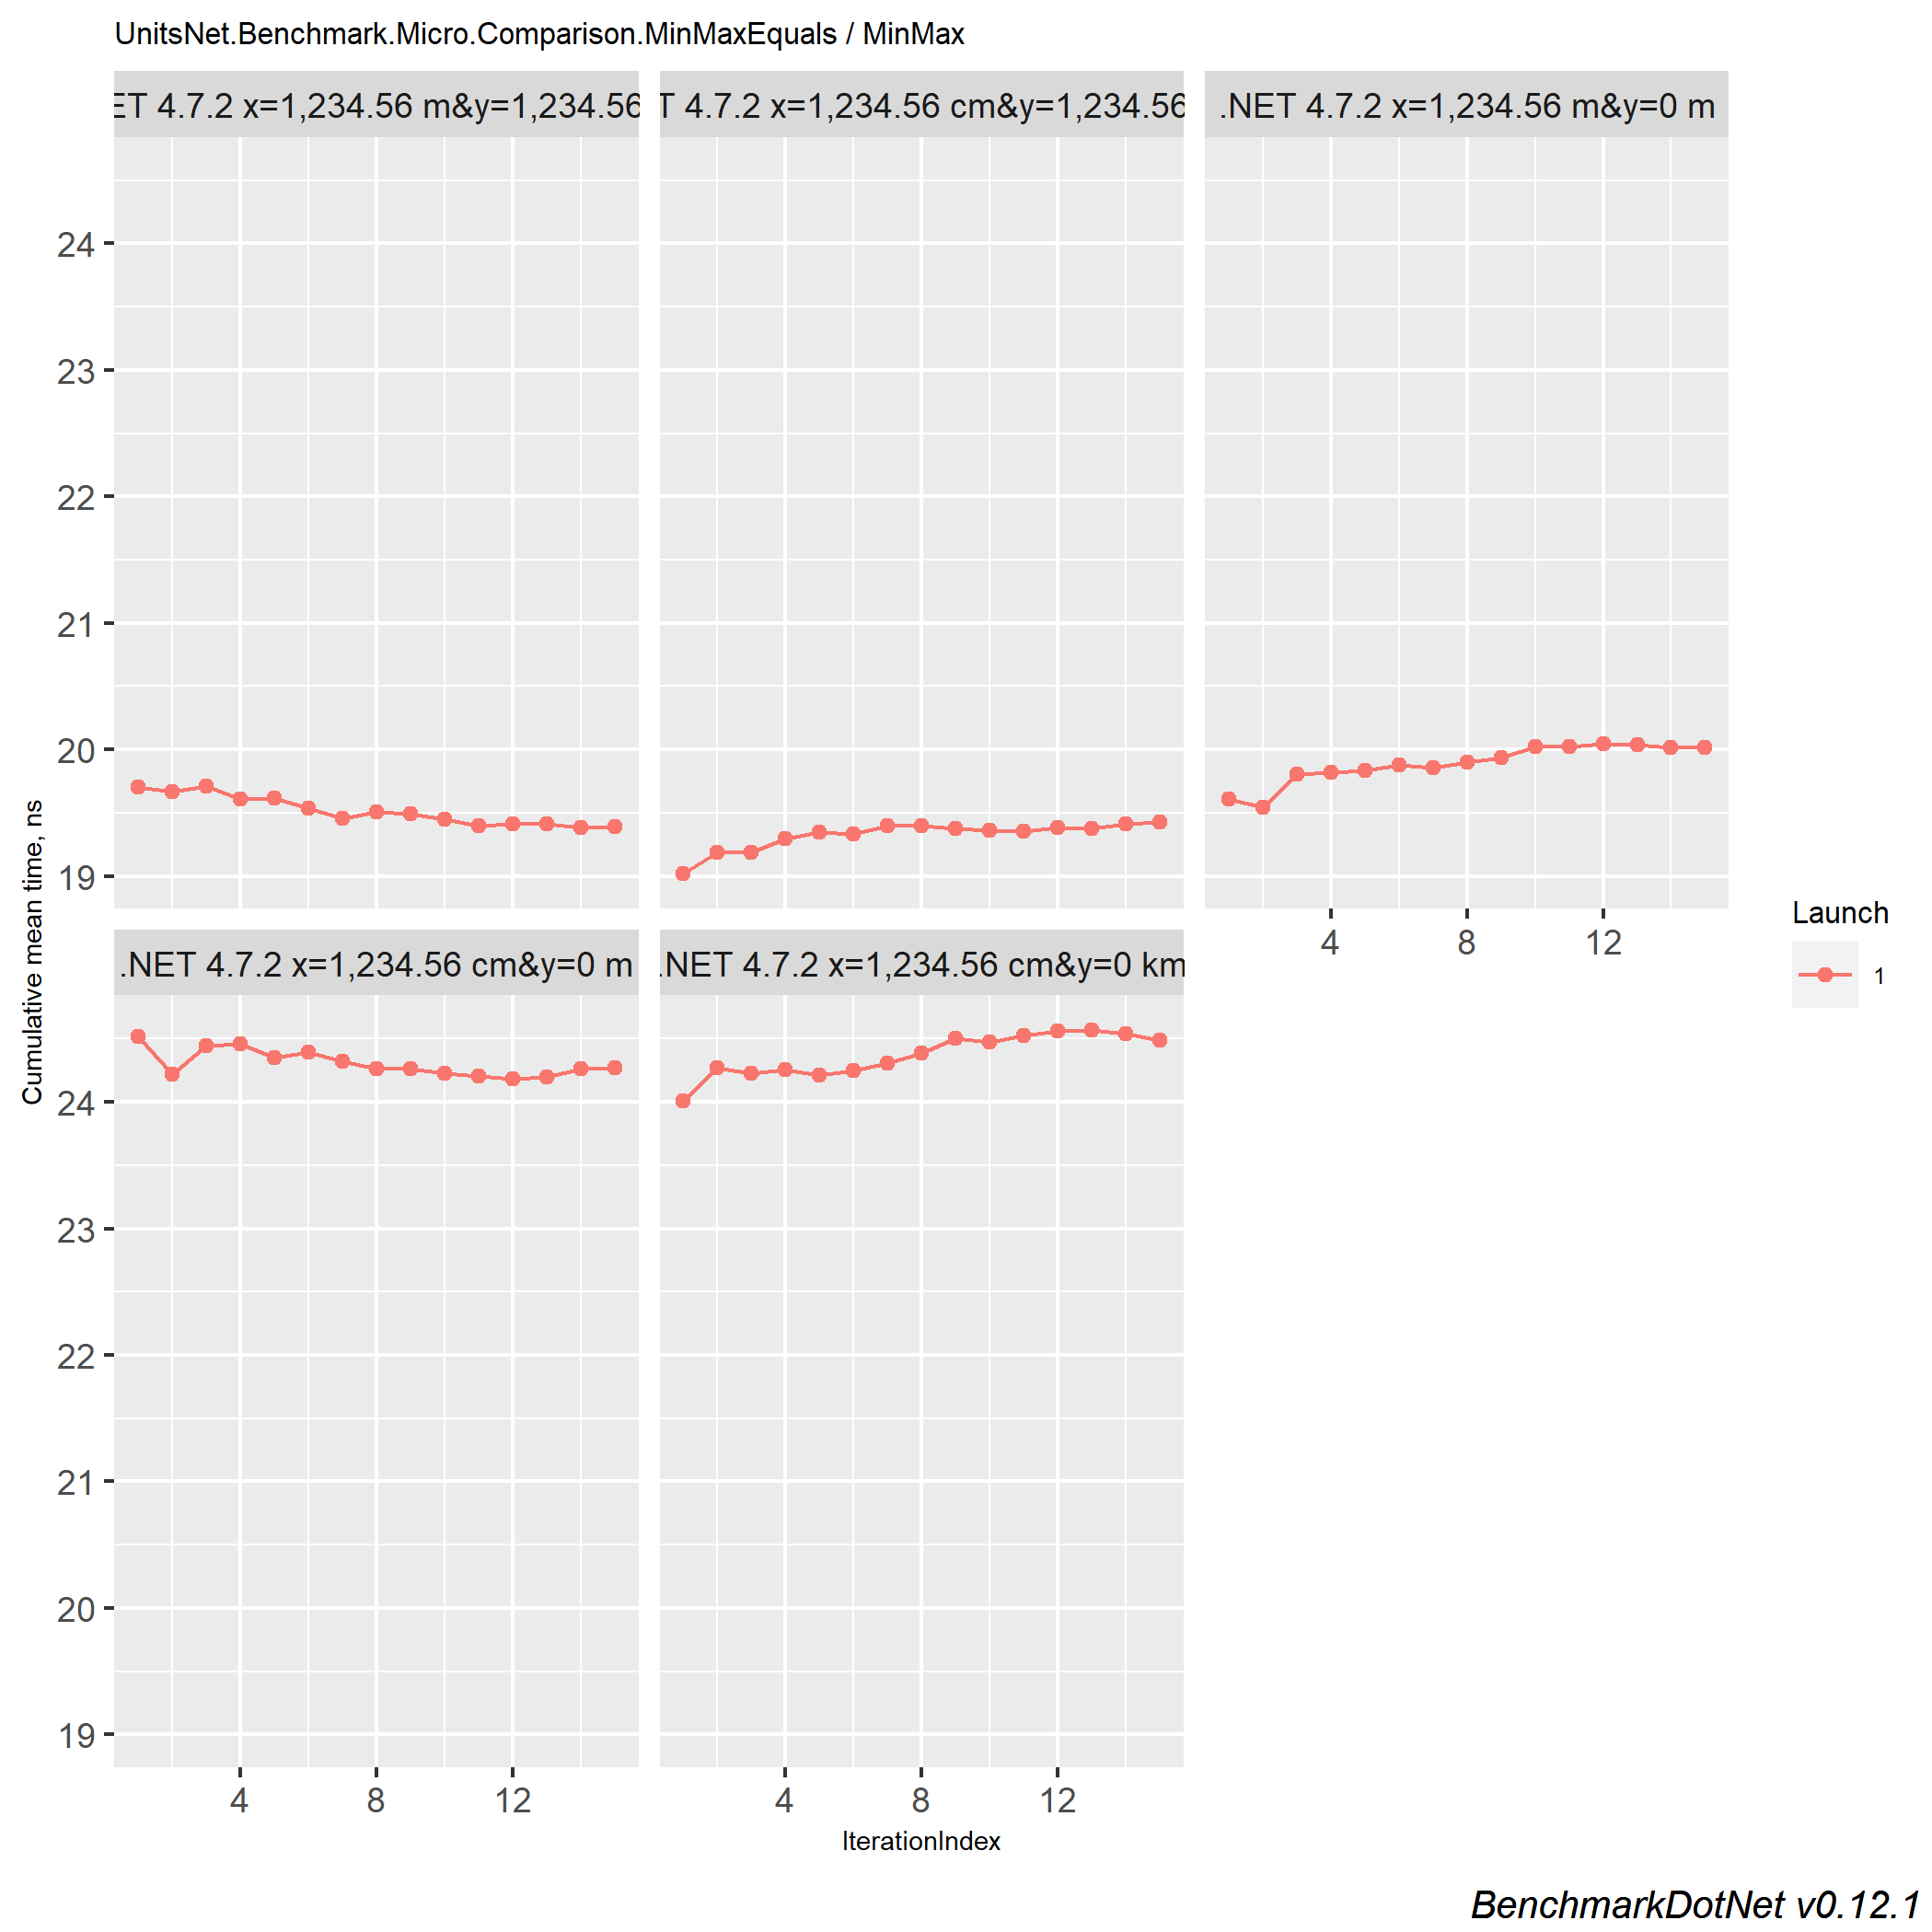 UnitsNet.Benchmark.Micro.Comparison.MinMaxEquals / MinMax
ET 4.7.2 x=1,234.56 m&y=1,234.56
T 4.7.2 x=1,234.56 cm&y=1,234.56
.NET 4.7.2 x=1,234.56 m&y=0 m
24
23
22
21
20
19
4
8
12
Cumulative mean time, ns
Launch
1
.NET 4.7.2 x=1,234.56 cm&y=0 m
.NET 4.7.2 x=1,234.56 cm&y=0 km
24
23
22
21
20
19
4
8
12
4
8
12
IterationIndex
BenchmarkDotNet v0.12.1